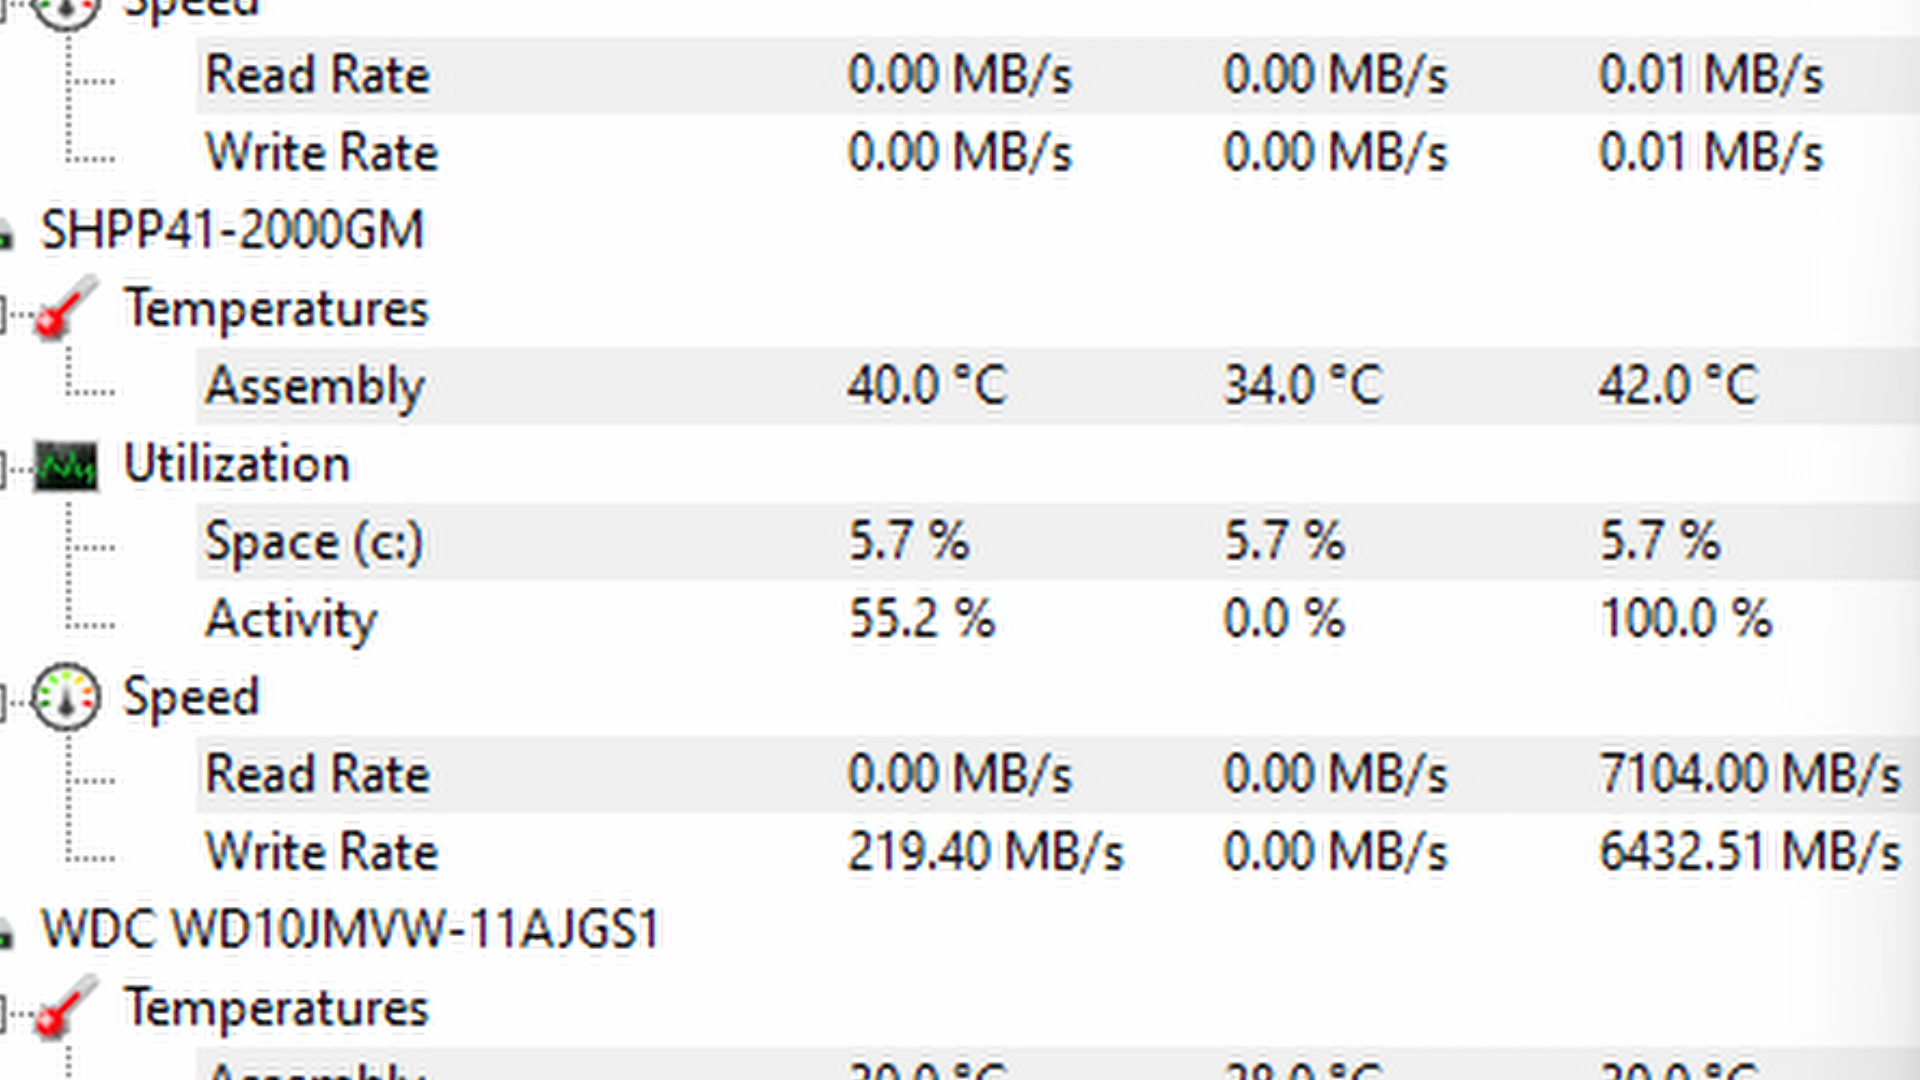 Speed
Read Rate 0.00 MB/s 0.00 MB/s 0.01 MB/s
Write Rate 0.00 MB/s 0.00 MB/s 0.01 MB/s
SHPP41-2000GM
Temperatures
Assembly 40.0 °C 34.0 °C 42.0 °C
Utilization
Space (c:) 5.7 % 5.7 % 5.7 %
Activity 55.2 % 0.0 % 100.0 %
Speed
Read Rate 0.00 MB/s 0.00 MB/s 7104.00 MB/s
Write Rate 219.40 MB/s 0.00 MB/s 6432.51 MB/s
WDC WD10JMVW-11AJGS1
Temperatures
Assembly